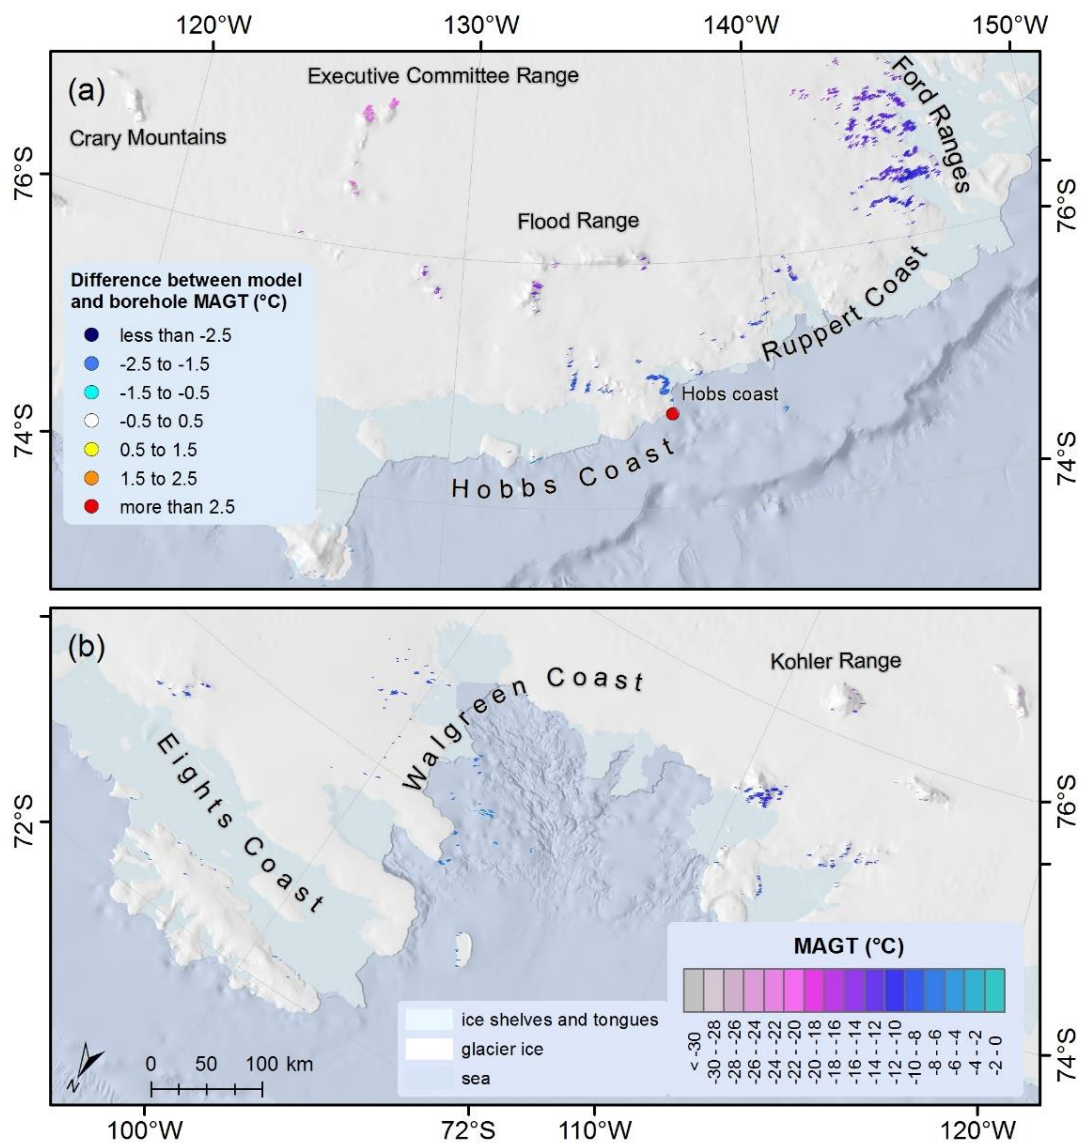 120°W 130°W 140°W 150°W
(a)
Executive Committee Range
Crary Mountains
Ford Ranges
76°S
76°S
Flood Range
Difference between model
and borehole MAGT (°C)
less than -2.5
-2.5 to -1.5
-1.5 to -0.5
-0.5 to 0.5
0.5 to 1.5
1.5 to 2.5
more than 2.5
Ruppert Coast
Hobs coast
Hobbs Coast
74°S
74°S
(b)
Walgreen Coast
Kohler Range
Eights Coast
72°S
76°S
MAGT (°C)
< -30
-30 - -28
-28 - -26
-26 - -24
-24 - -22
-22 - -20
-20 - -18
-18 - -16
-16 - -14
-14 - -12
-12 - -10
-10 - -8
-8 - -6
-6 - -4
-4 - -2
-2 - 0
ice shelves and tongues
glacier ice
sea
N
0 50 100 km
74°S
100°W 72°S 110°W 120°W